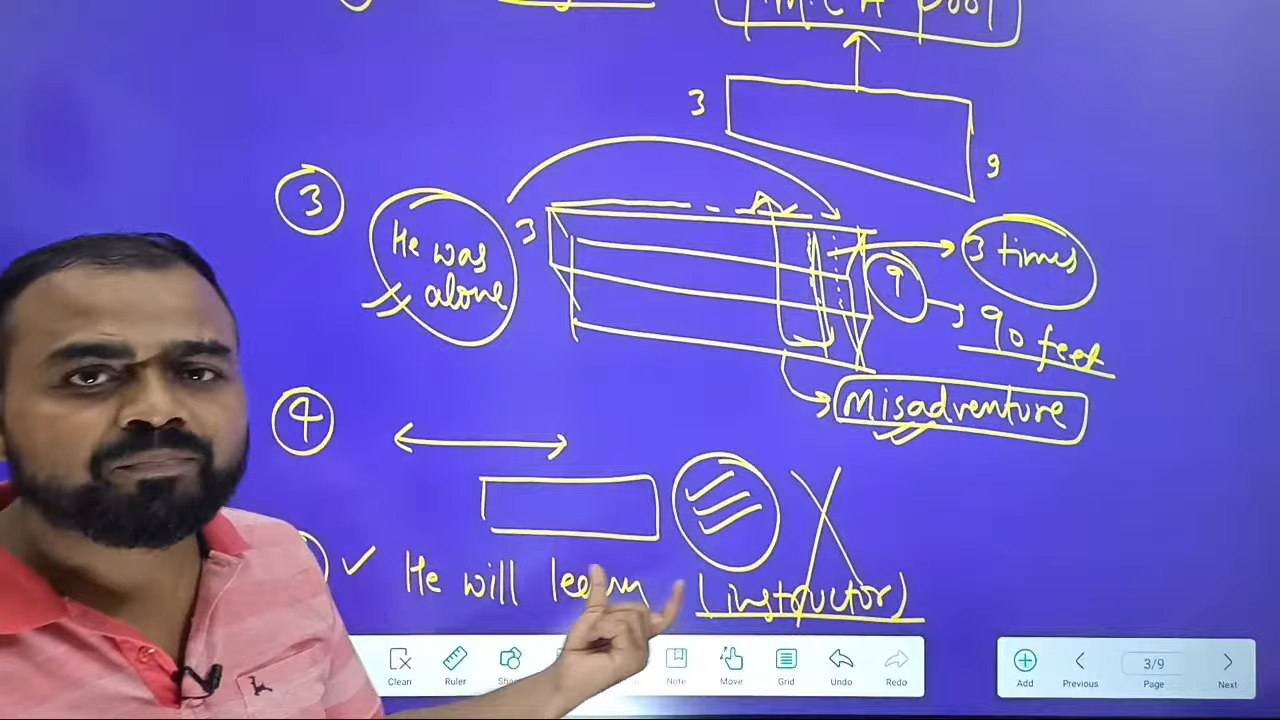 Y.M.C.A pool
3
9
3
He was
alone
3
9
3 times
90 feet
Misadventure
4
He will learn (instructor)
Clean
Ruler
Note
Move
Grid
Undo
Redo
Add
Previous
3/9
Page
Next